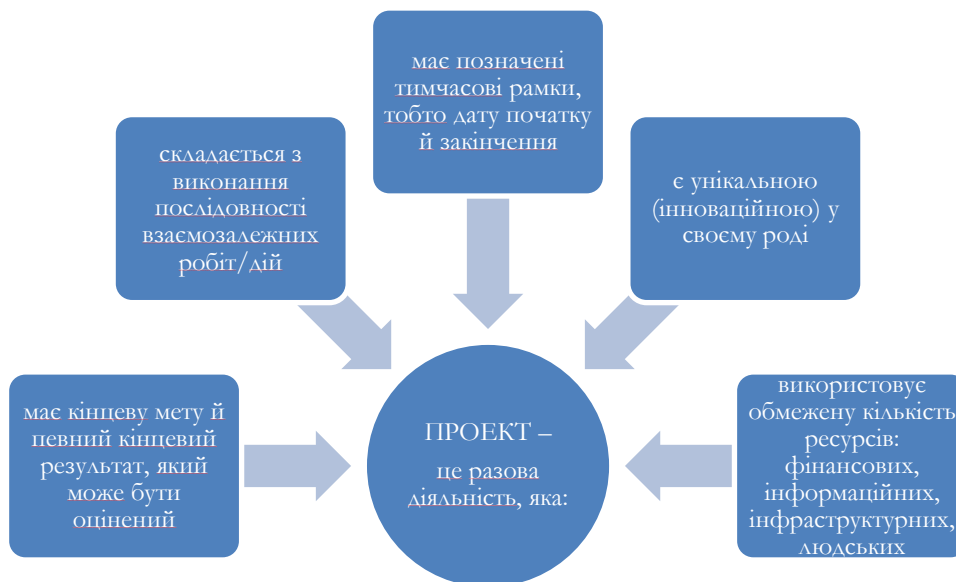 має позначені
тимчасові рамки,
тобто дату початку
й закінчення
складається з
виконання
послідовності
взаємозалежних
робіт/дій
є унікальною
(інноваційною) у
своєму роді
має кінцеву мету й
певний кінцевий
результат, який
може бути
оцінений
ПРОЕКТ –
це разова
діяльність, яка:
використовує
обмежену кількість
ресурсів:
фінансових,
інформаційних,
інфраструктурних,
людських